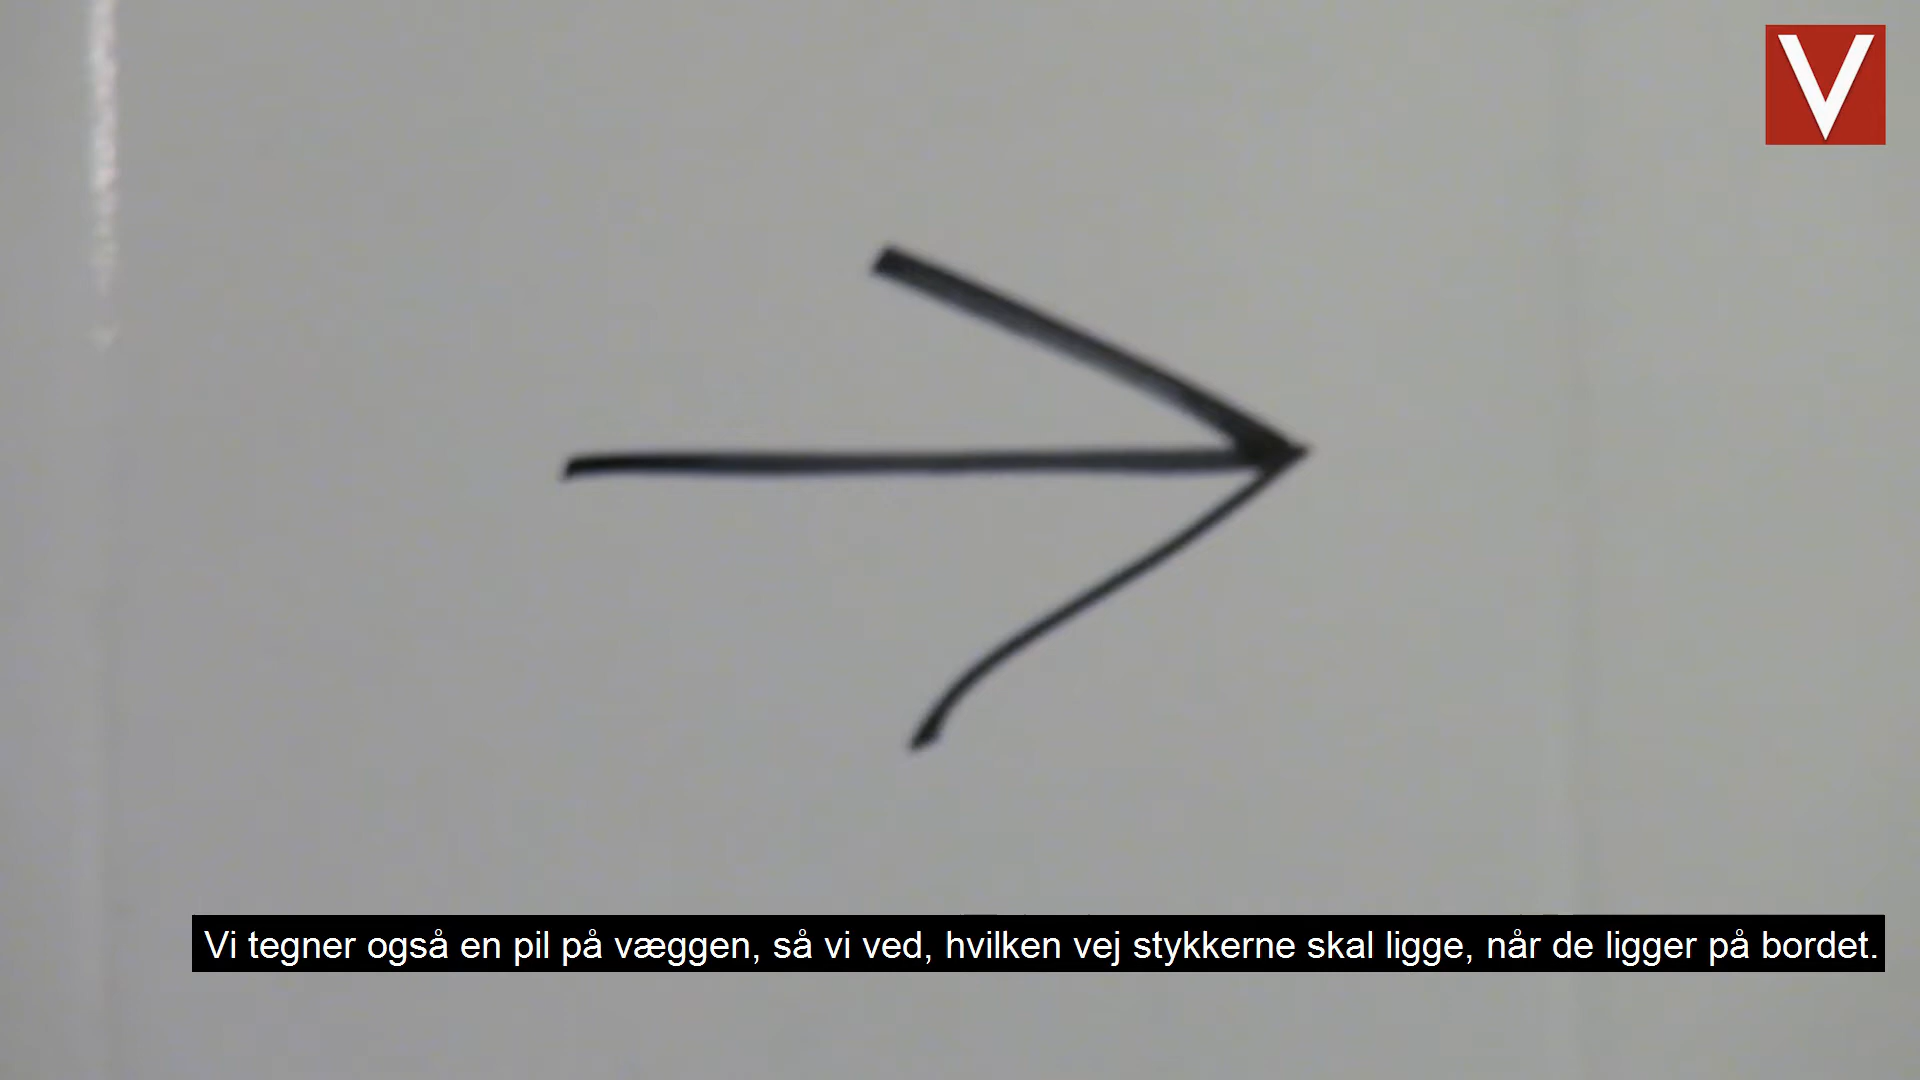 V
Vi tegner også en pil på væggen, så vi ved, hvilken vej stykkerne skal ligge, når de ligger på bordet.